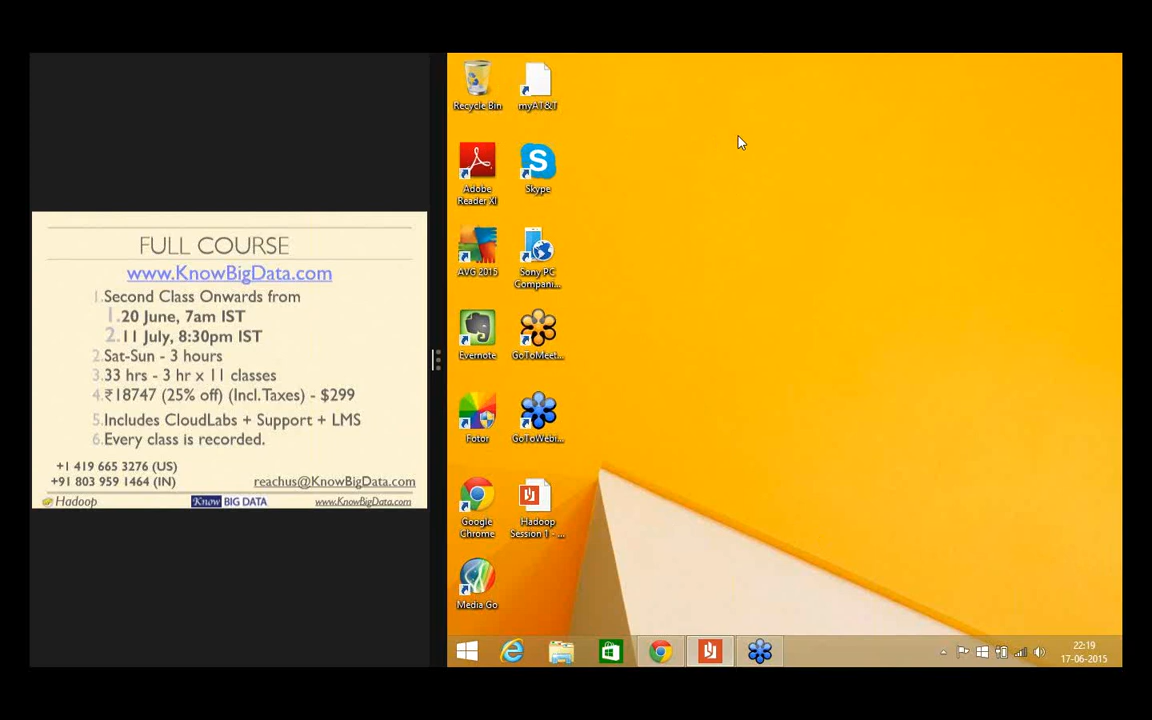 FULL COURSE
www.KnowBigData.com
1.Second Class Onwards from
1.20 June, 7am IST
2.11 July, 8:30pm IST
2.Sat-Sun - 3 hours
3.33 hrs - 3 hr x 11 classes
4.₹18747 (25% off) (Incl.Taxes) - $299
5.Includes CloudLabs + Support + LMS
6.Every class is recorded.
+1 419 665 3276 (US)
+91 803 959 1464 (IN)
reachus@KnowBigData.com
Hadoop
Know BIG DATA
www.KnowBigData.com
Recycle Bin
myAT&T
Adobe
Reader XI
Skype
AVG 2015
Sony PC
Compani...
Evernote
GoToMeet...
Fotor
GoToWebi...
Google
Chrome
Hadoop
Session 1 - ...
Media Go
22:19
17-06-2015